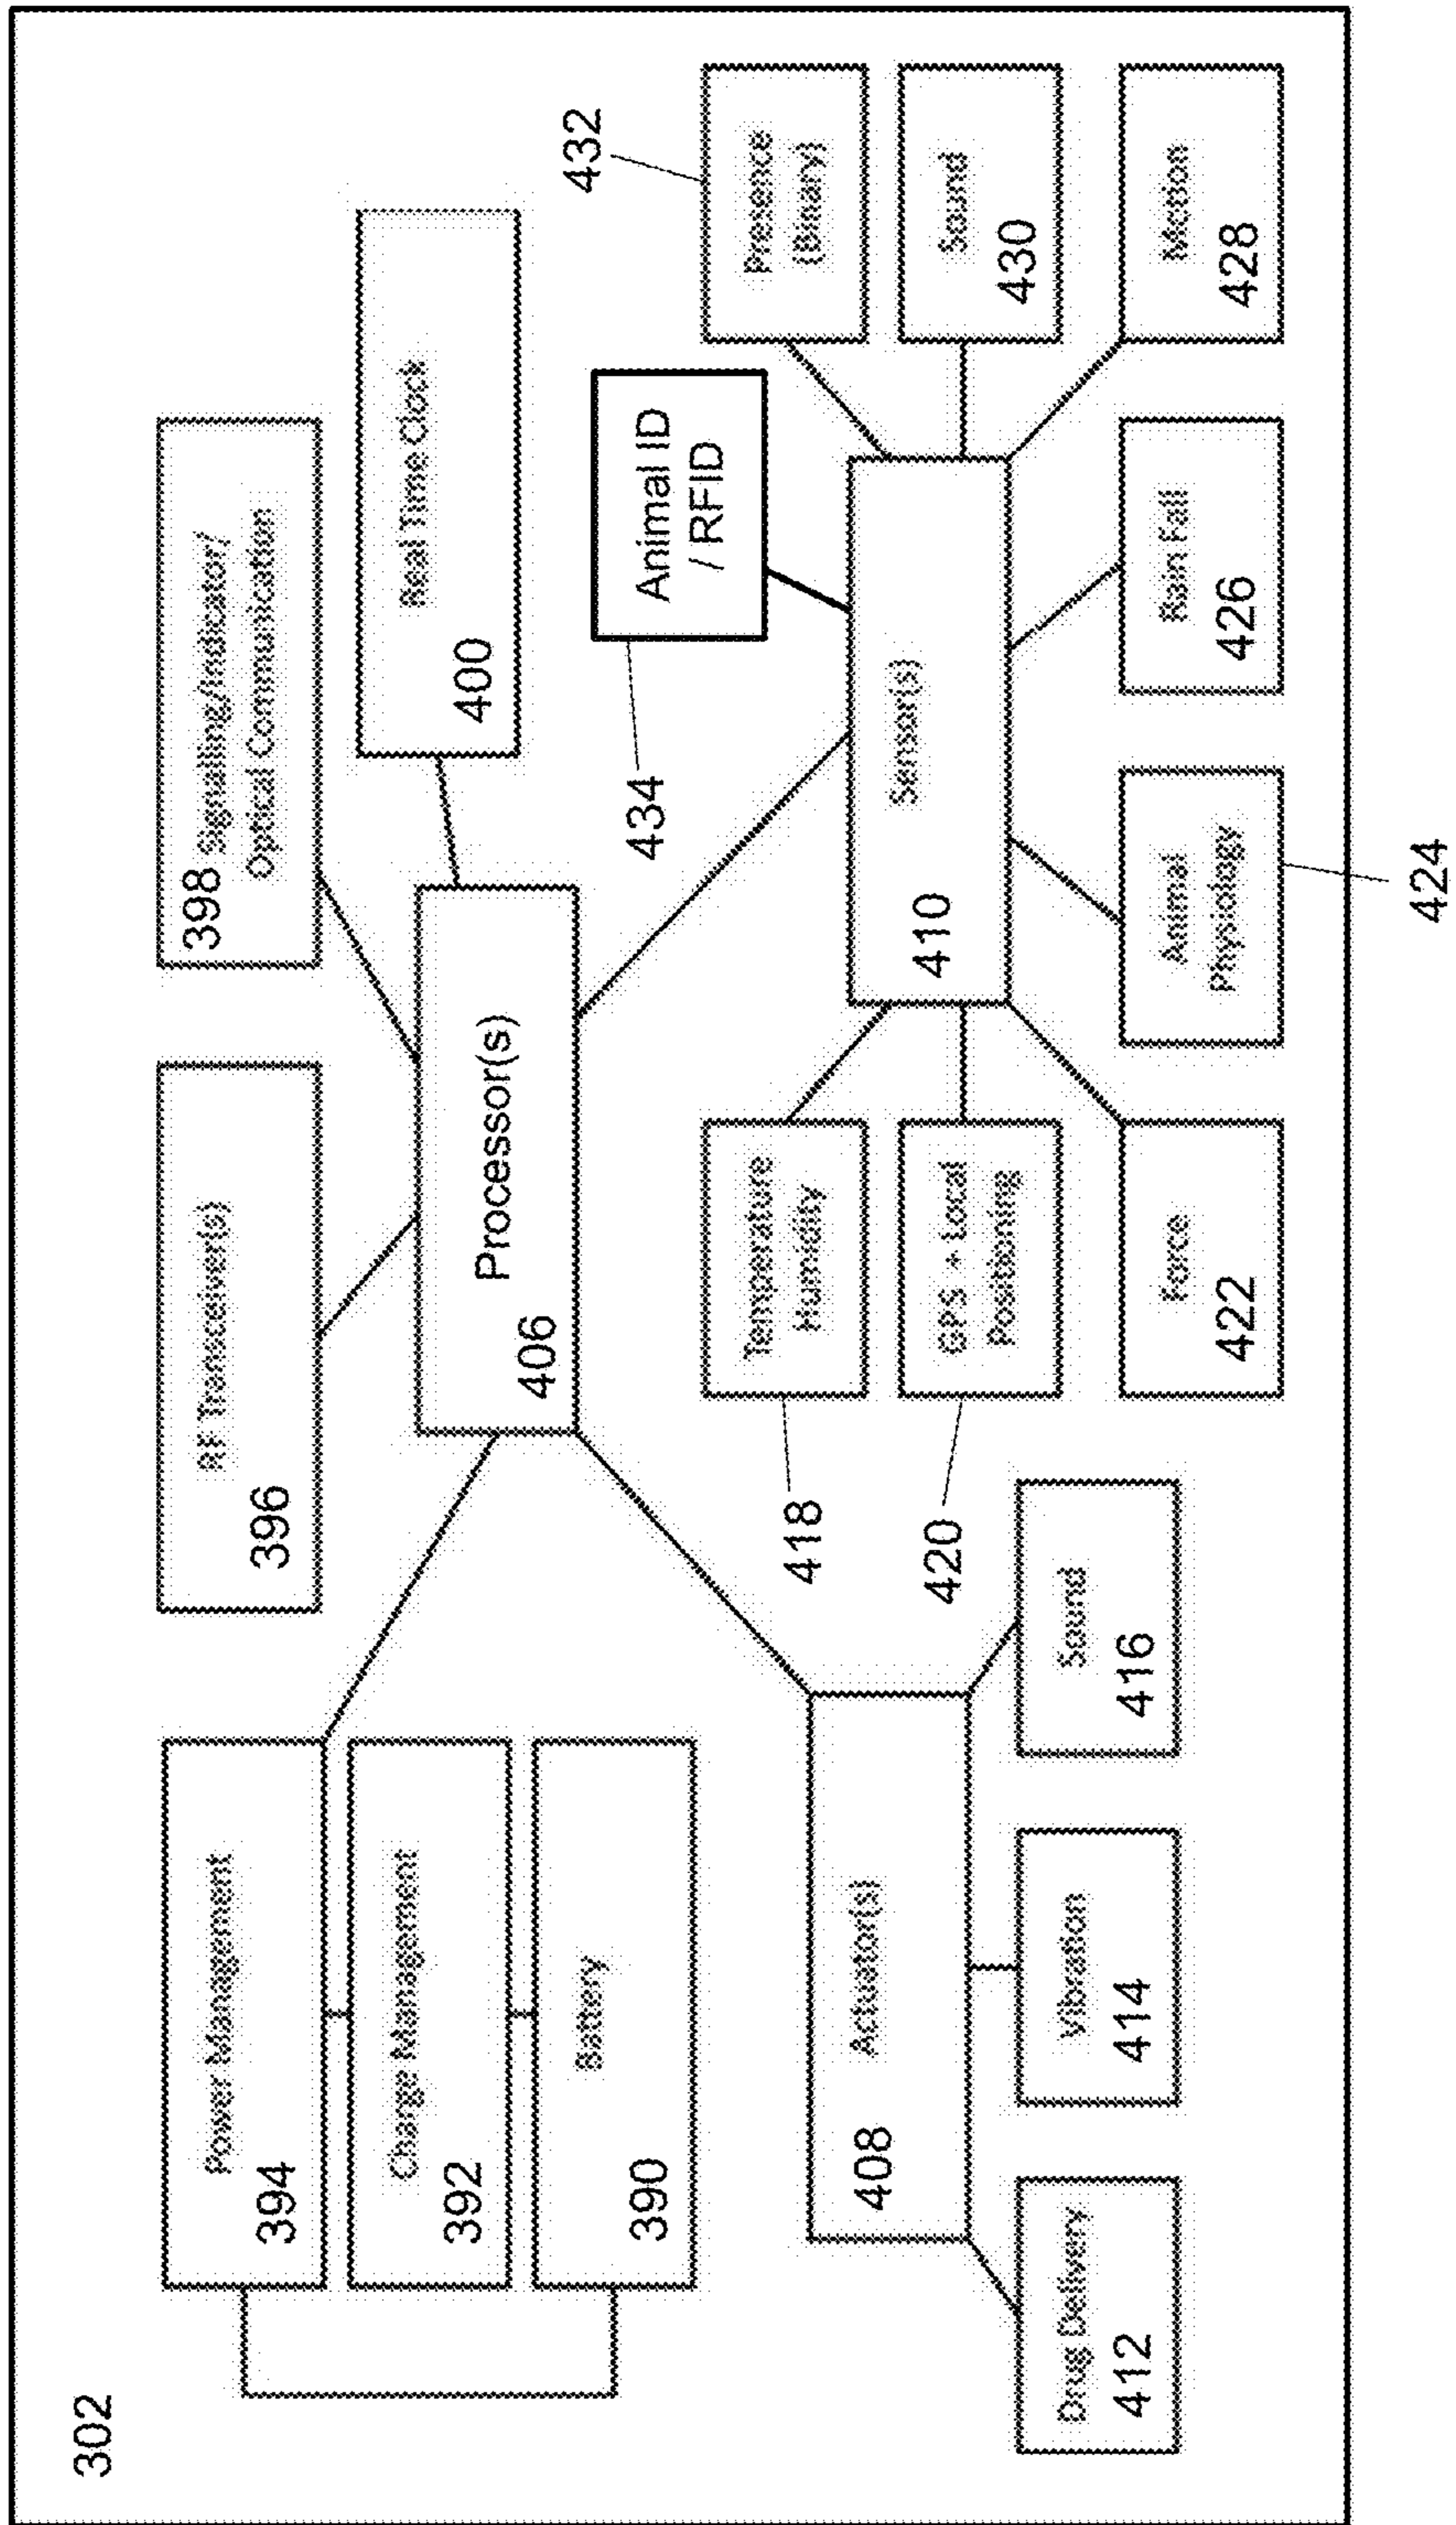 302
Power Management
394
Charge Management
392
Battery
390
RF Transceiver(s)
396
398 Signalling/Indicator/
Optical Communication
Real Time Clock
400
Processor(s)
406
Actuator(s)
408
Drug Delivery
412
Vibration
414
Sound
416
Sensor(s)
410
Temperature
Humidity
418
GPS + Local
Positioning
420
Force
422
Animal
Physiology
424
Rain Fall
426
Motion
428
Sound
430
Presence
(Binary)
432
Animal ID
/ RFID
434